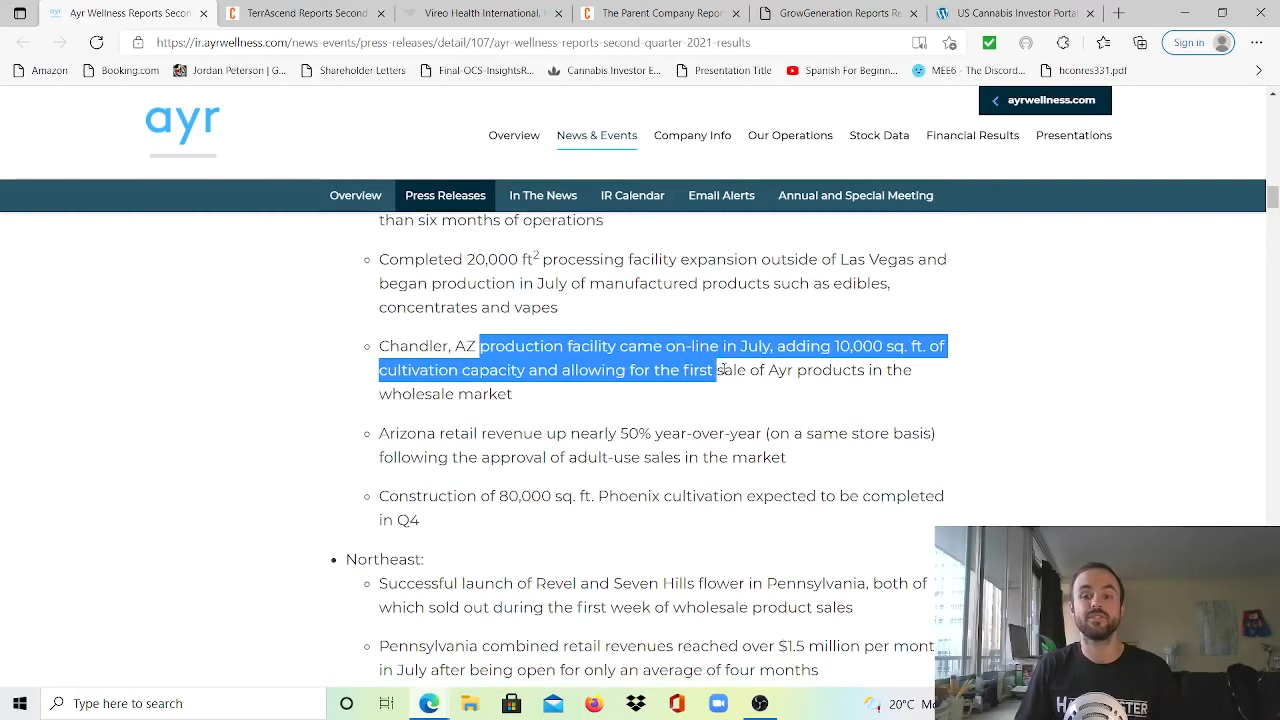 Ayr Wellness Reports Second Quar
TerrAscend Reports Second
Vireo Health International,
The Parent Company Repor
GrowGeneration Reports Re
US Cannabis Investor Portal
https://ir.ayrwellness.com/news-events/press-releases/detail/107/ayr-wellness-reports-second-quarter-2021-results
Sign in
Amazon
Booking.com
Jordan Peterson | G...
Shareholder Letters
Final-OCS-InsightsR...
Cannabis Investor E...
Presentation Title
Spanish For Beginn...
MEE6 of the Discord...
hconres331.pdf
ayrwellness.com
ayr
Overview
News & Events
Company Info
Our Operations
Stock Data
Financial Results
Presentations
Overview
Press Releases
In The News
IR Calendar
Email Alerts
Annual and Special Meeting
than six months of operations
Completed 20,000 ft² processing facility expansion outside of Las Vegas and
began production in July of manufactured products such as edibles,
concentrates and vapes
Chandler, AZ production facility came on-line in July, adding 10,000 sq. ft. of
cultivation capacity and allowing for the first sale of Ayr products in the
wholesale market
Arizona retail revenue up nearly 50% year-over-year (on a same store basis)
following the approval of adult-use sales in the market
Construction of 80,000 sq. ft. Phoenix cultivation expected to be completed
in Q4
Northeast:
Successful launch of Revel and Seven Hills flower in Pennsylvania, both of
which sold out during the first week of wholesale product sales
Pennsylvania combined retail revenues reached over $1.5 million per mont
in July after being open for only an average of four months
Type here to search
20°C